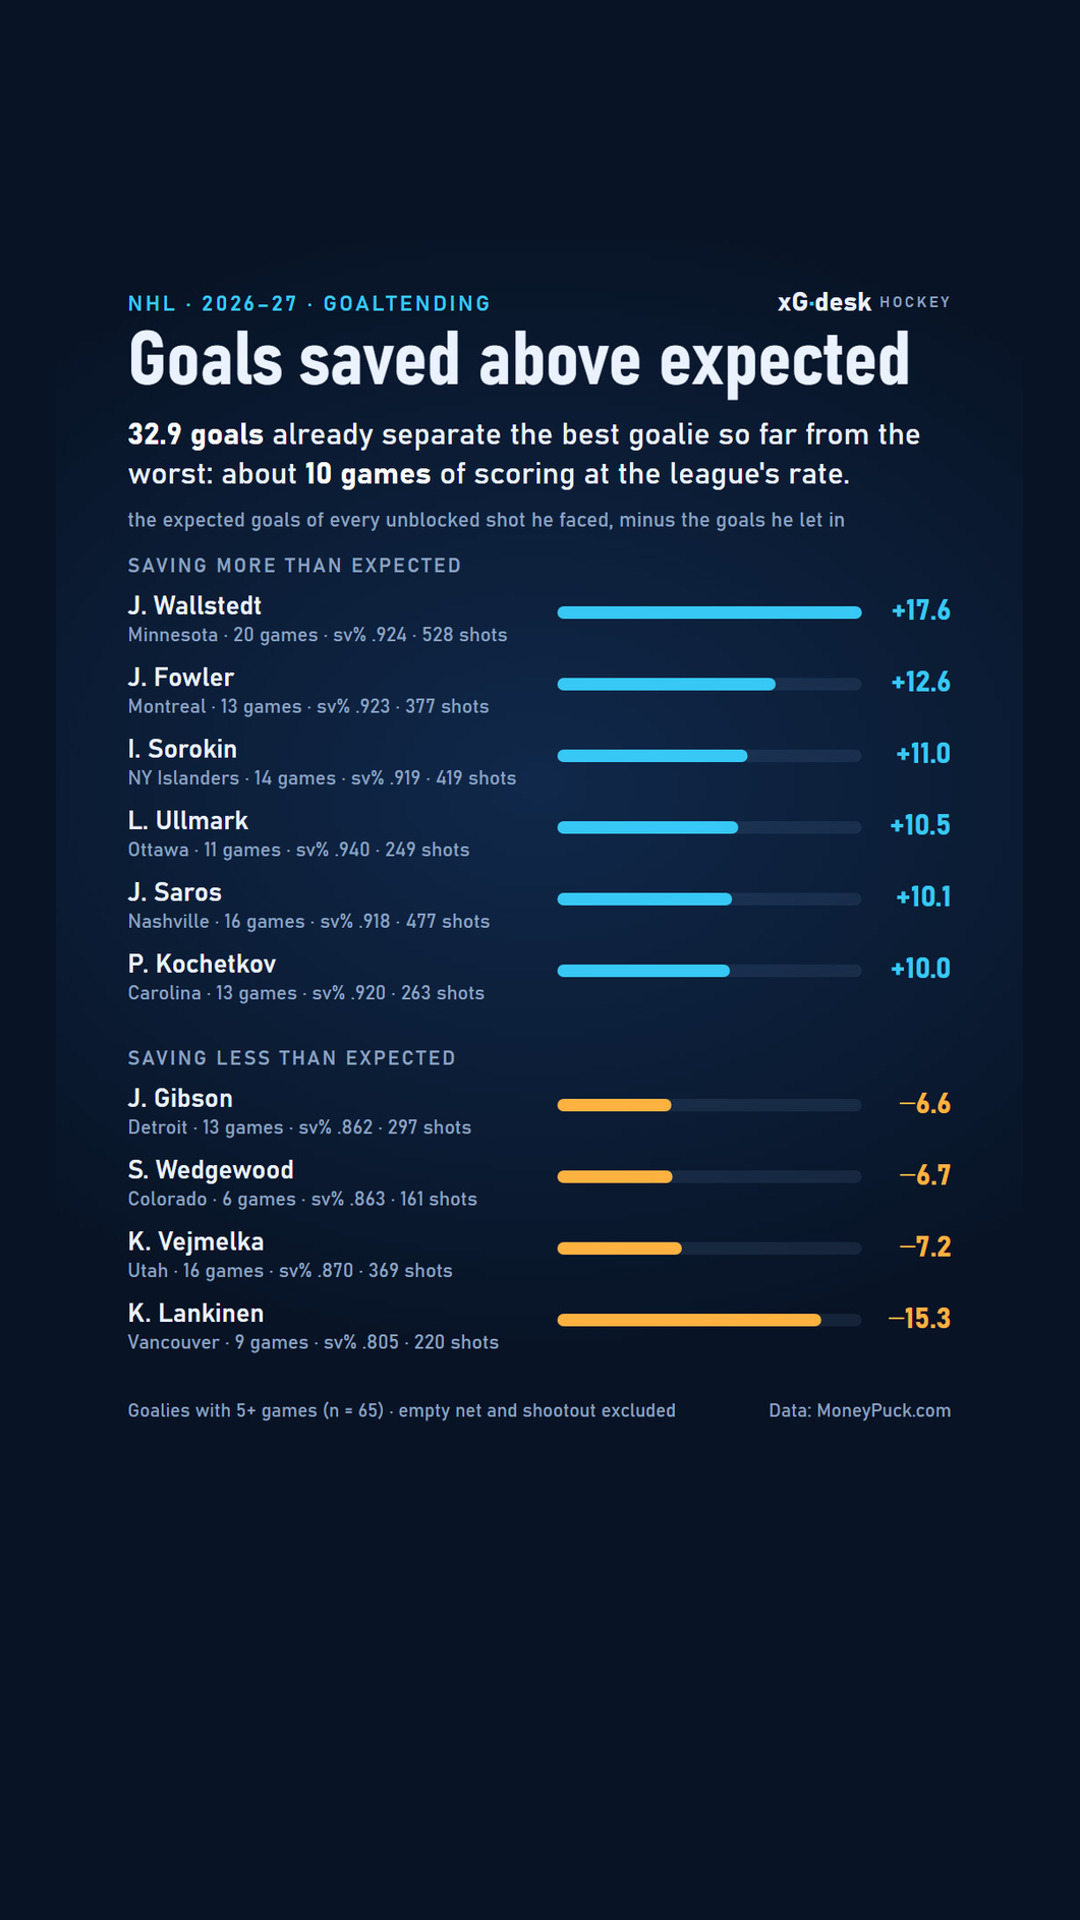 NHL · 2026–27 · GOALTENDING
xG·desk HOCKEY
Goals saved above expected
32.9 goals already separate the best goalie so far from the
worst: about 10 games of scoring at the league's rate.
the expected goals of every unblocked shot he faced, minus the goals he let in
SAVING MORE THAN EXPECTED
J. Wallstedt
+17.6
Minnesota · 20 games · sv% .924 · 528 shots
J. Fowler
+12.6
Montreal · 13 games · sv% .923 · 377 shots
I. Sorokin
+11.0
NY Islanders · 14 games · sv% .919 · 419 shots
L. Ullmark
+10.5
Ottawa · 11 games · sv% .940 · 249 shots
J. Saros
+10.1
Nashville · 16 games · sv% .918 · 477 shots
P. Kochetkov
+10.0
Carolina · 13 games · sv% .920 · 263 shots
SAVING LESS THAN EXPECTED
J. Gibson
−6.6
Detroit · 13 games · sv% .862 · 297 shots
S. Wedgewood
−6.7
Colorado · 6 games · sv% .863 · 161 shots
K. Vejmelka
−7.2
Utah · 16 games · sv% .870 · 369 shots
K. Lankinen
−15.3
Vancouver · 9 games · sv% .805 · 220 shots
Goalies with 5+ games (n = 65) · empty net and shootout excluded
Data: MoneyPuck.com